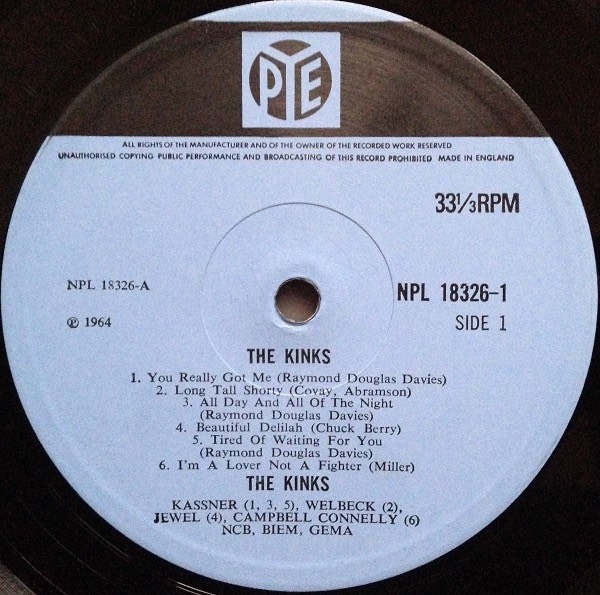 PYE
ALL RIGHTS OF THE MANUFACTURER AND OF THE OWNER OF THE RECORDED WORK RESERVED
UNAUTHORISED COPYING PUBLIC PERFORMANCE AND BROADCASTING OF THIS RECORD PROHIBITED MADE IN ENGLAND
33⅓RPM
NPL 18326-A
NPL 18326-1
℗ 1964
SIDE 1
THE KINKS
1. You Really Got Me (Raymond Douglas Davies)
2. Long Tall Shorty (Covay, Abramson)
3. All Day And All Of The Night
(Raymond Douglas Davies)
4. Beautiful Delilah (Chuck Berry)
5. Tired Of Waiting For You
(Raymond Douglas Davies)
6. I'm A Lover Not A Fighter (Miller)
THE KINKS
KASSNER (1, 3, 5), WELBECK (2),
JEWEL (4), CAMPBELL CONNELLY (6)
NCB, BIEM, GEMA